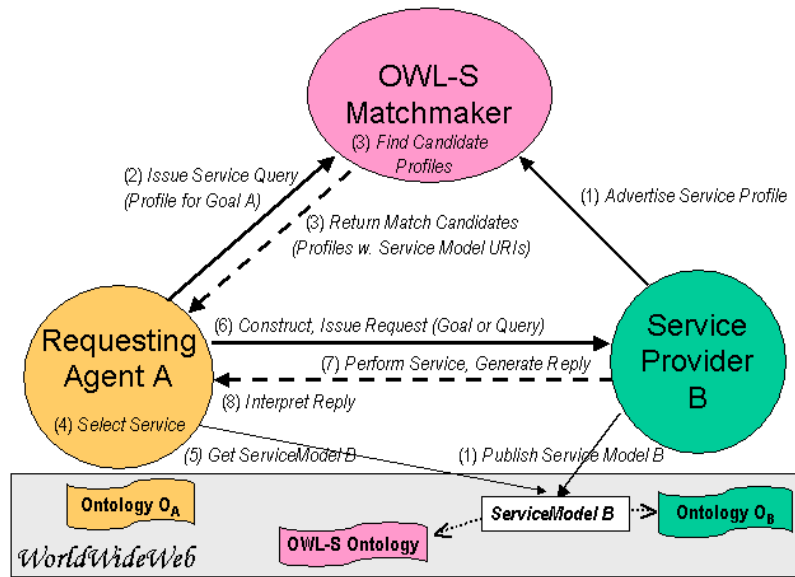 OWL-S
Matchmaker
(3) Find Candidate
Profiles
(2) Issue Service Query
(Profile for Goal A)
(1) Advertise Service Profile
(3) Return Match Candidates
(Profiles w. Service Model URIs)
Requesting
Agent A
(4) Select Service
(6) Construct, Issue Request (Goal or Query)
(7) Perform Service, Generate Reply
(8) Interpret Reply
Service
Provider
B
(5) Get ServiceModel B
(1) Publish Service Model B
Ontology OA
ServiceModel B
Ontology OB
OWL-S Ontology
WorldWideWeb